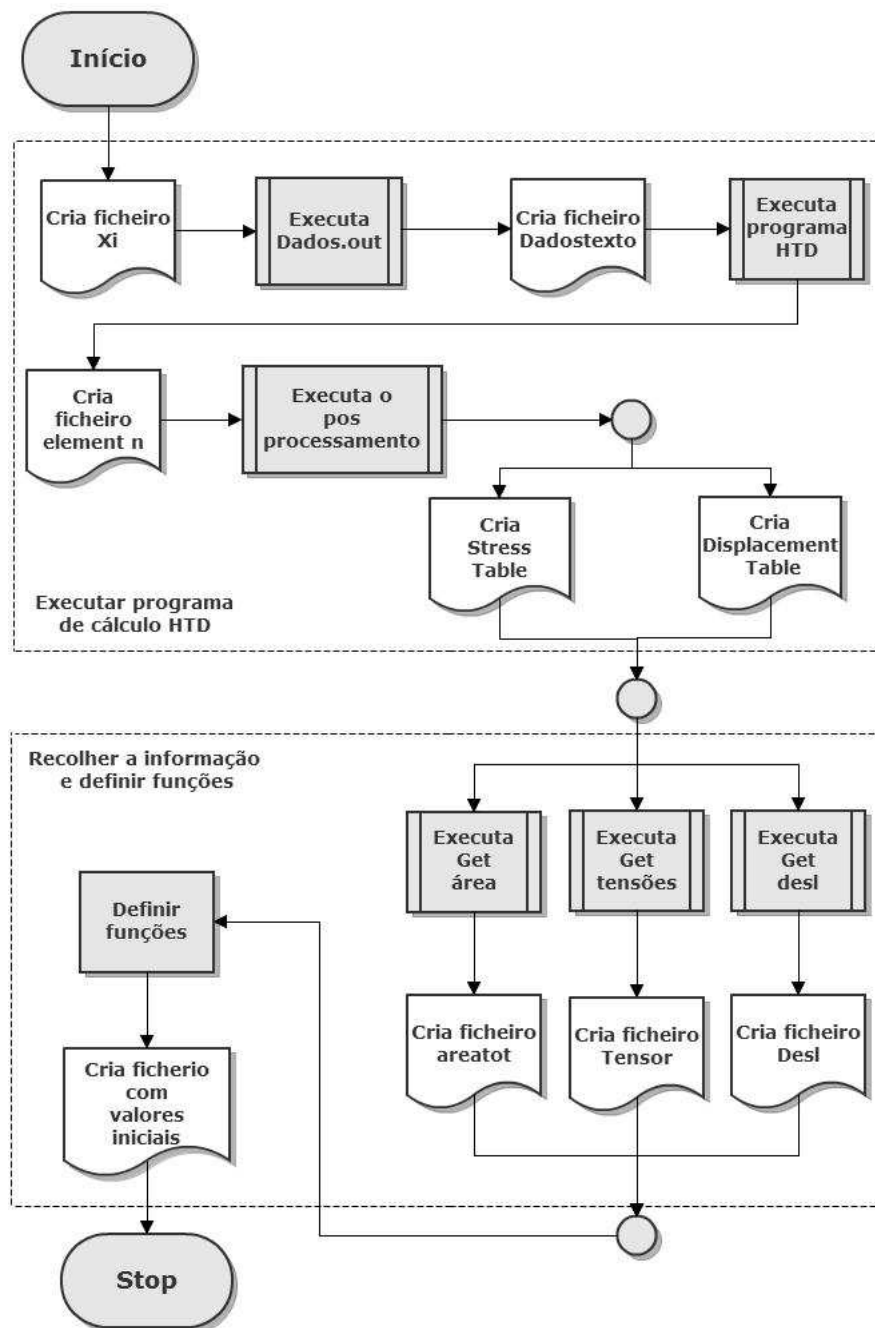 Início
Cria ficheiro
Xi
Executa
Dados.out
Cria ficheiro
Dadostexto
Executa
programa
HTD
Cria
ficheiro
element n
Executa o
pos
processamento
Cria
Stress
Table
Cria
Displacement
Table
Executar programa
de cálculo HTD
Recolher a informação
e definir funções
Executa
Get
área
Executa
Get
tensões
Executa
Get
desl
Definir
funções
Cria ficheiro
areatot
Cria ficheiro
Tensor
Cria ficheiro
Desl
Cria ficherio
com
valores
iniciais
Stop